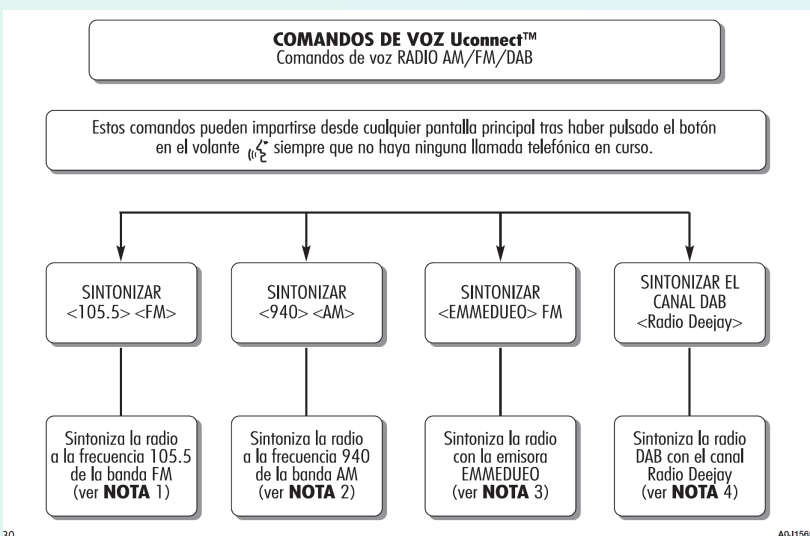 COMANDOS DE VOZ Uconnect™
Comandos de voz RADIO AM/FM/DAB
Estos comandos pueden impartirse desde cualquier pantalla principal tras haber pulsado el botón
en el volante siempre que no haya ninguna llamada telefónica en curso.
SINTONIZAR
<105.5> <FM>
SINTONIZAR
<940> <AM>
SINTONIZAR
<EMMEDUEO> FM
SINTONIZAR EL
CANAL DAB
<Radio Deejay>
Sintoniza la radio
a la frecuencia 105.5
de la banda FM
(ver NOTA 1)
Sintoniza la radio
a la frecuencia 940
de la banda AM
(ver NOTA 2)
Sintoniza la radio
con la emisora
EMMEDUEO
(ver NOTA 3)
Sintoniza la radio
DAB con el canal
Radio Deejay
(ver NOTA 4)